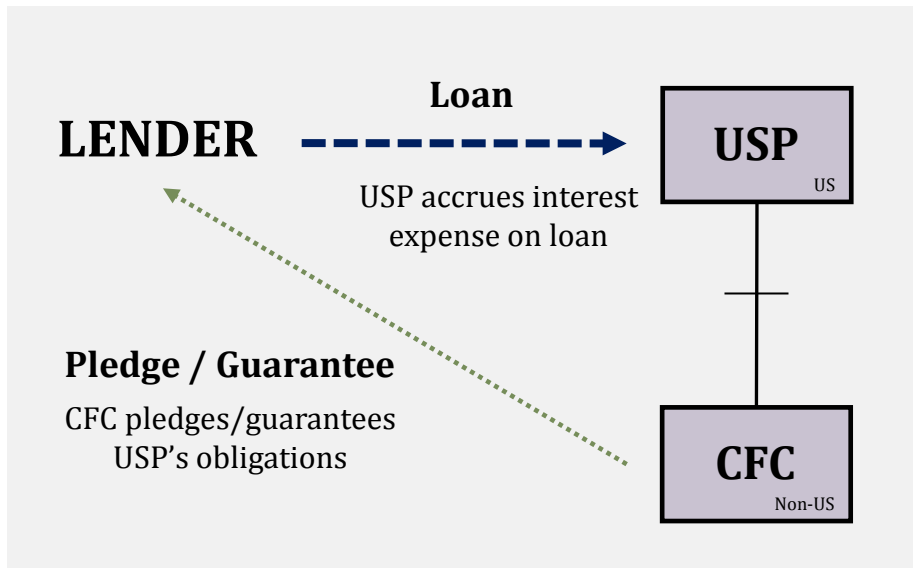 Loan
LENDER
USP
US
USP accrues interest
expense on loan
Pledge / Guarantee
CFC pledges/guarantees
USP’s obligations
CFC
Non-US